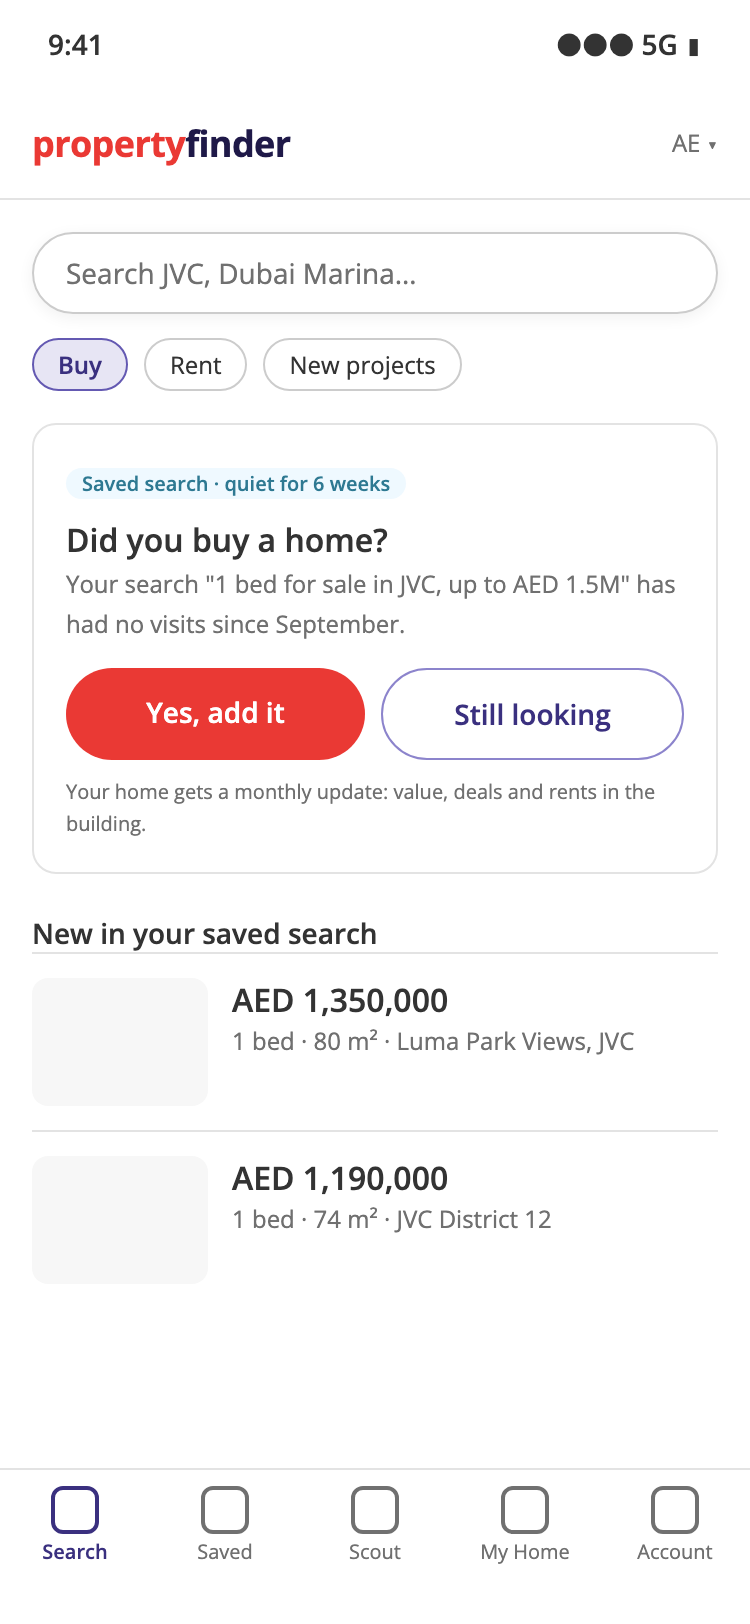 9:41
5G
propertyfinder
AE ▾
Search JVC, Dubai Marina...
Buy
Rent
New projects
Saved search · quiet for 6 weeks
Did you buy a home?
Your search "1 bed for sale in JVC, up to AED 1.5M" has
had no visits since September.
Yes, add it
Still looking
Your home gets a monthly update: value, deals and rents in the
building.
New in your saved search
AED 1,350,000
1 bed · 80 m² · Luma Park Views, JVC
AED 1,190,000
1 bed · 74 m² · JVC District 12
Search
Saved
Scout
My Home
Account